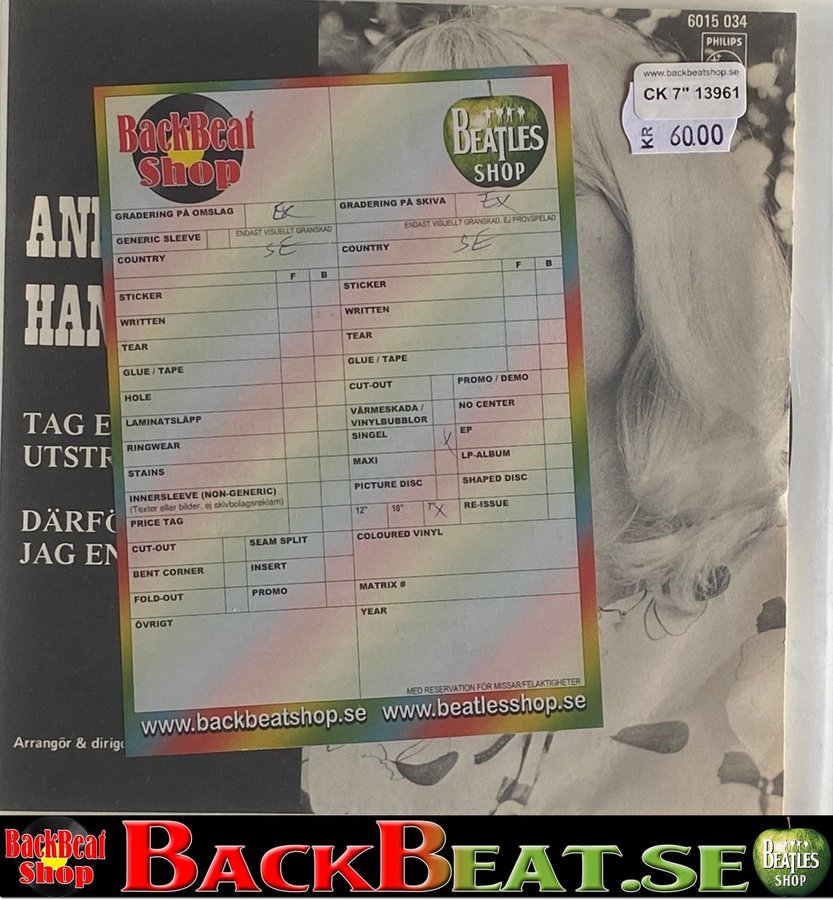 6015 034
PHILIPS
www.backbeatshop.se
CK 7" 13961
KR 60.00
BackBeat
Shop
BEATLES
SHOP
GRADERING PÅ OMSLAG EX
GRADERING PÅ SKIVA EX
GENERIC SLEEVE
ENDAST VISUELLT GRANSKAD
ENDAST VISUELLT GRANSKAD, EJ PROVSPELAD
COUNTRY SE
COUNTRY SE
F B
F B
STICKER
STICKER
WRITTEN
WRITTEN
TEAR
TEAR
GLUE / TAPE
GLUE / TAPE
HOLE
CUT-OUT
PROMO / DEMO
LAMINATSLÄPP
VÄRMESKADA /
VINYLBUBBLOR
NO CENTER
RINGWEAR
SINGEL X
EP
STAINS
MAXI
LP-ALBUM
INNERSLEEVE (NON-GENERIC)
(Texter eller bilder, ej skivbolagsreklam)
PICTURE DISC
SHAPED DISC
PRICE TAG
12" 10" 7" X
RE-ISSUE
CUT-OUT
SEAM SPLIT
COLOURED VINYL
BENT CORNER
INSERT
FOLD-OUT
PROMO
MATRIX #
ÖVRIGT
YEAR
MED RESERVATION FÖR MISSAR/FELAKTIGHETER
www.backbeatshop.se www.beatlesshop.se
HAN
TAG E
UTSTR
DÄRFÖ
JAG EN
Arrangör & dirige
BackBeat
Shop
BACKBEAT.SE
BEATLES
SHOP